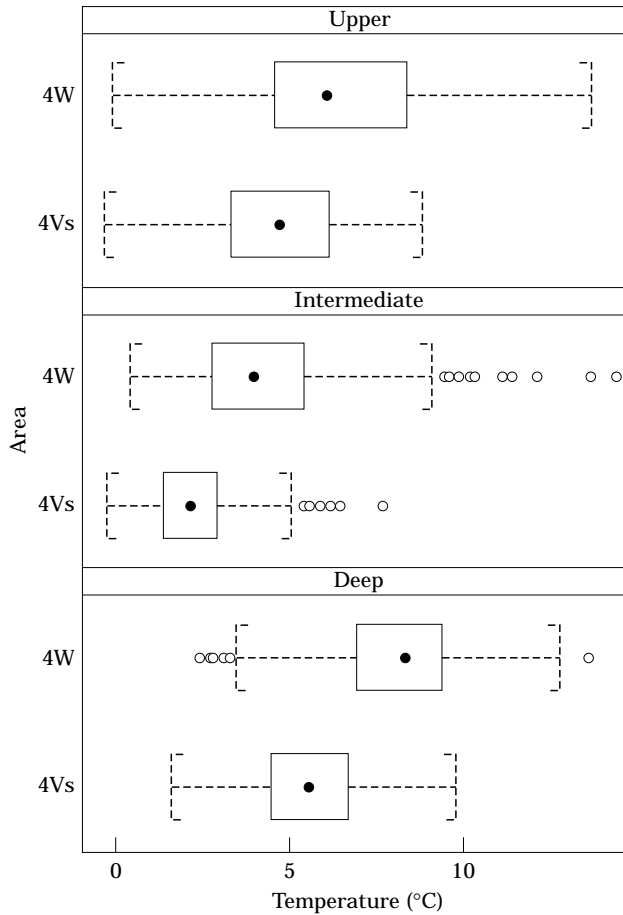 Upper
4W
4Vs
Intermediate
4W
4Vs
Area
Deep
4W
4Vs
0 5 10
Temperature (°C)